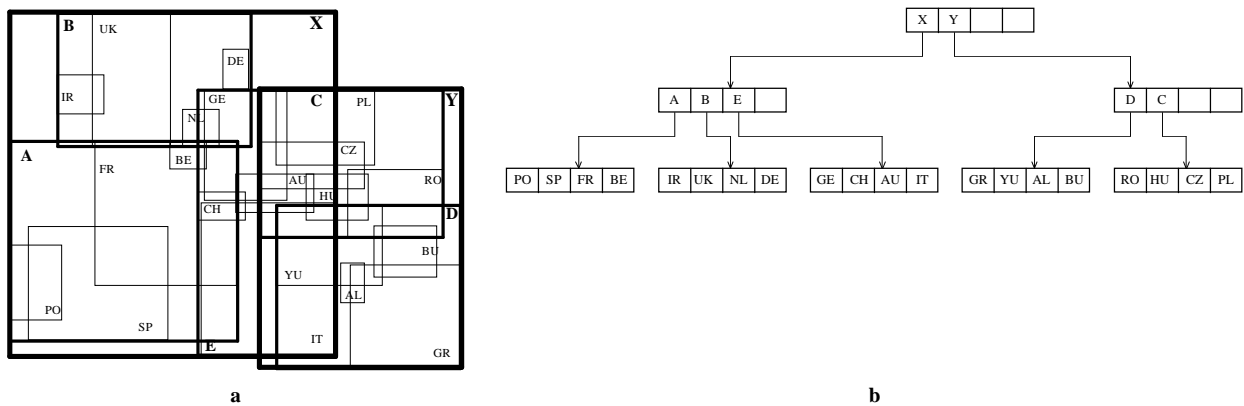 B UK X
DE
IR
GE C PL Y
NL
CZ
A
FR BE
AU RO
HU
CH
D
BU
YU
AL
PO
SP
IT
E GR
a
X Y
A B E
D C
PO SP FR BE
IR UK NL DE
GE CH AU IT
GR YU AL BU
RO HU CZ PL
b